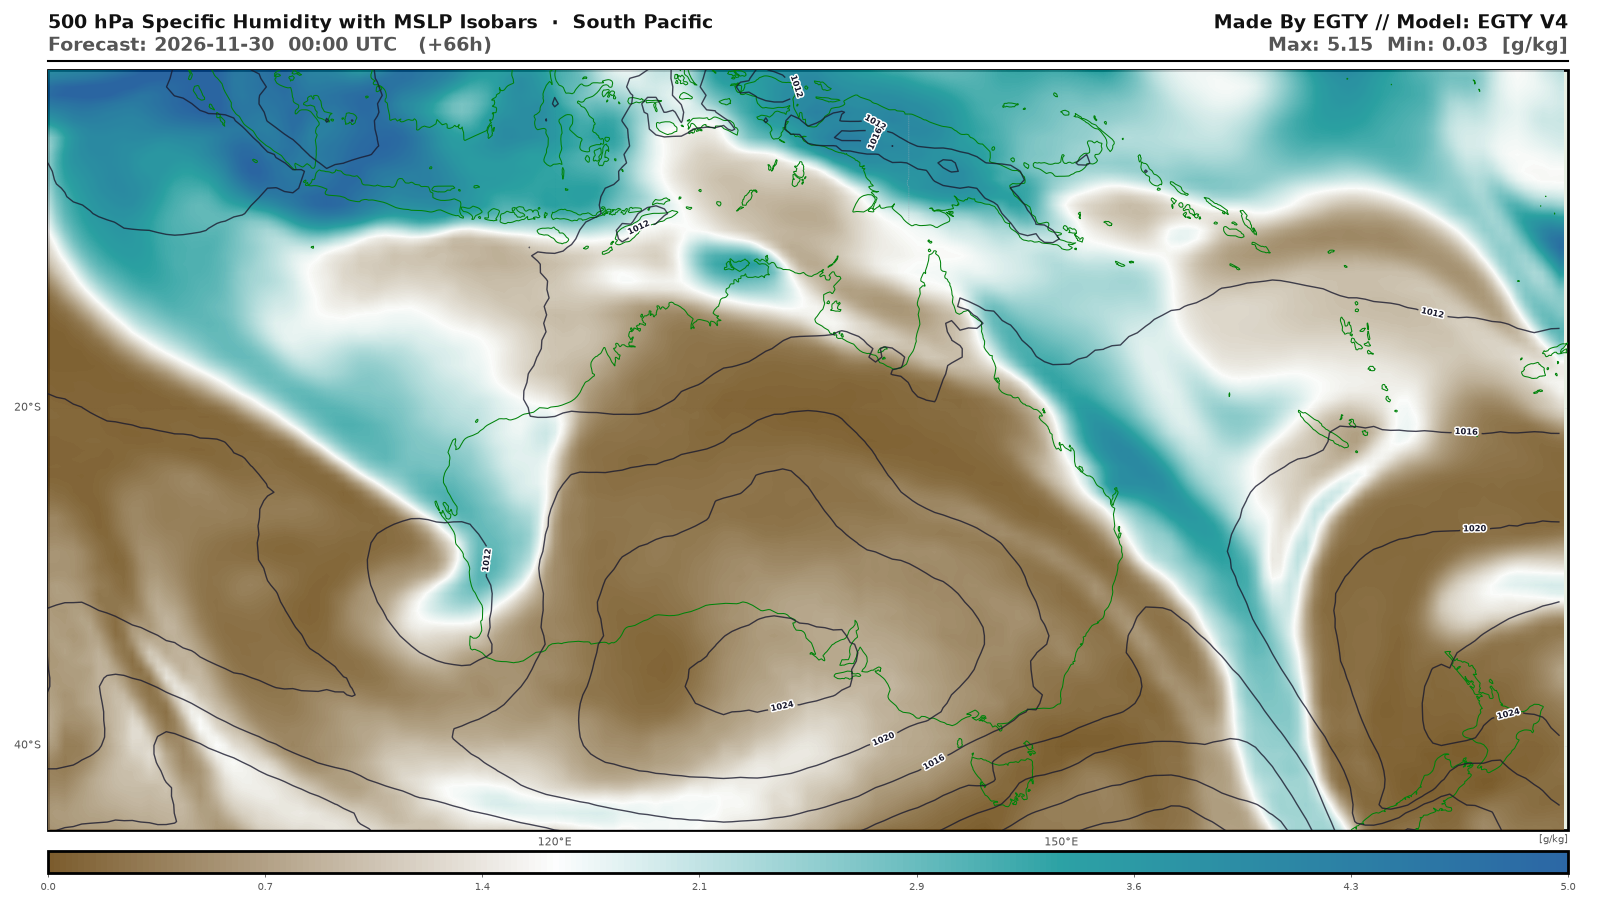 500 hPa Specific Humidity with MSLP Isobars · South Pacific
Made By EGTY // Model: EGTY V4
Forecast: 2026-11-30 00:00 UTC (+66h)
Max: 5.15 Min: 0.03 [g/kg]
1012
1012
1016
1012
1012
20°S
1016
1020
1012
1024
1024
40°S
1020
1016
120°E
150°E
[g/kg]
0.0
0.7
1.4
2.1
2.9
3.6
4.3
5.0